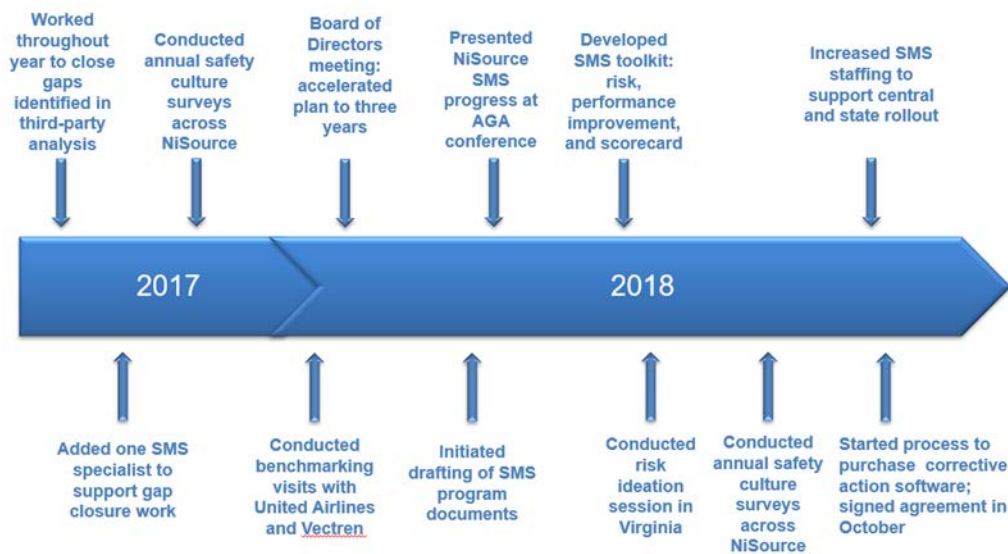 Worked
throughout
year to close
gaps
identified in
third-party
analysis
Conducted
annual safety
culture
surveys
across
NiSource
Board of
Directors
meeting:
accelerated
plan to three
years
Presented
NiSource
SMS
progress at
AGA
conference
Developed
SMS toolkit:
risk,
performance
improvement,
and scorecard
Increased SMS
staffing to
support central
and state rollout
2017
2018
Added one SMS
specialist to
support gap
closure work
Conducted
benchmarking
visits with
United Airlines
and Vectren
Initiated
drafting of SMS
program
documents
Conducted
risk
ideation
session in
Virginia
Conducted
annual safety
culture
surveys
across
NiSource
Started process to
purchase corrective
action software;
signed agreement in
October